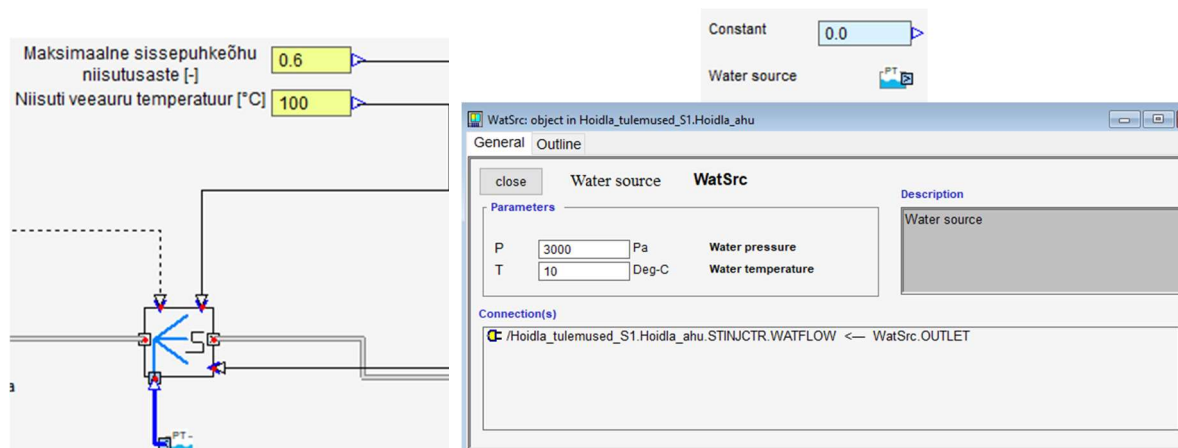 Maksimaalne sissepuhkeõhu
niisutusaste [-]
0.6
Niisuti veeauru temperatuur [°C]
100
S
PT-
Constant
0.0
Water source
PT
WatSrc: object in Hoidla_tulemused_S1.Hoidla_ahu
General
Outline
close
Water source
WatSrc
Parameters
P
3000
Pa
Water pressure
T
10
Deg-C
Water temperature
Description
Water source
Connection(s)
/Hoidla_tulemused_S1.Hoidla_ahu.STINJCTR.WATFLOW <— WatSrc.OUTLET